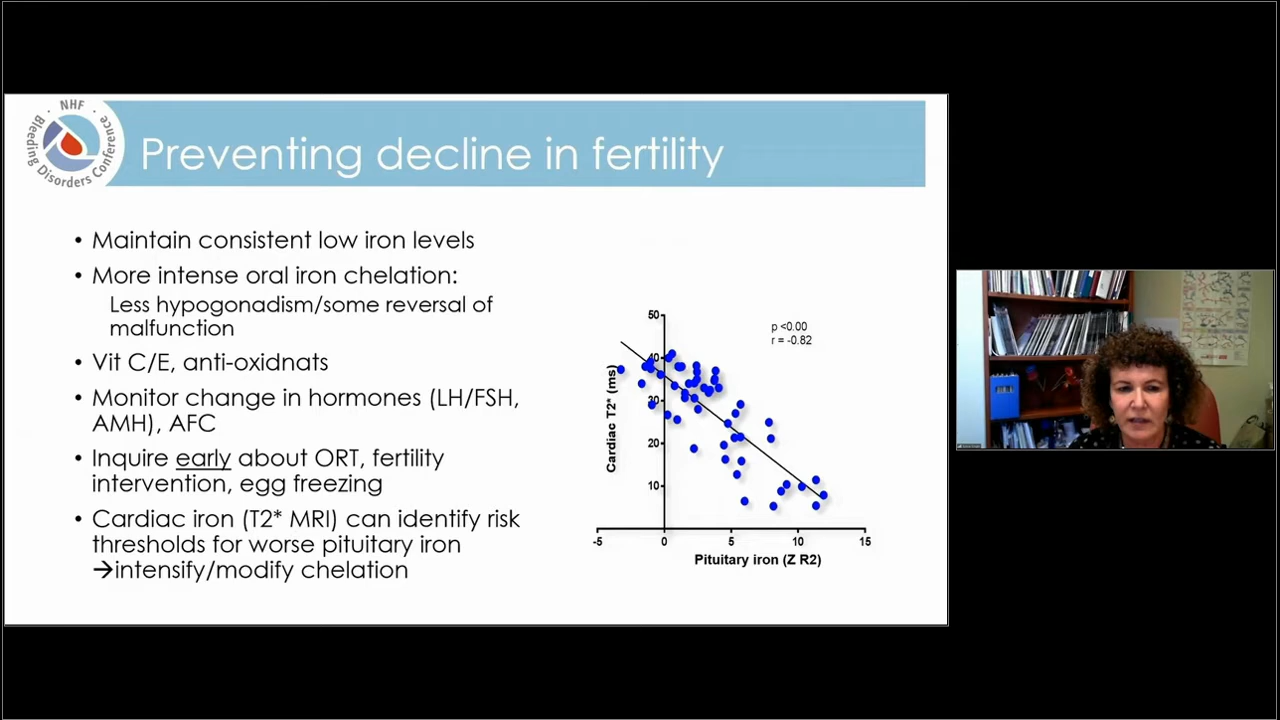 NHF
Bleeding Disorders Conference
Preventing decline in fertility
• Maintain consistent low iron levels
• More intense oral iron chelation:
Less hypogonadism/some reversal of
malfunction
• Vit C/E, anti-oxidnats
• Monitor change in hormones (LH/FSH,
AMH), AFC
• Inquire early about ORT, fertility
intervention, egg freezing
• Cardiac iron (T2* MRI) can identify risk
thresholds for worse pituitary iron
→intensify/modify chelation
p <0.00
r = -0.82
Cardiac T2* (ms)
50
40
30
20
10
-5 0 5 10 15
Pituitary iron (Z R2)